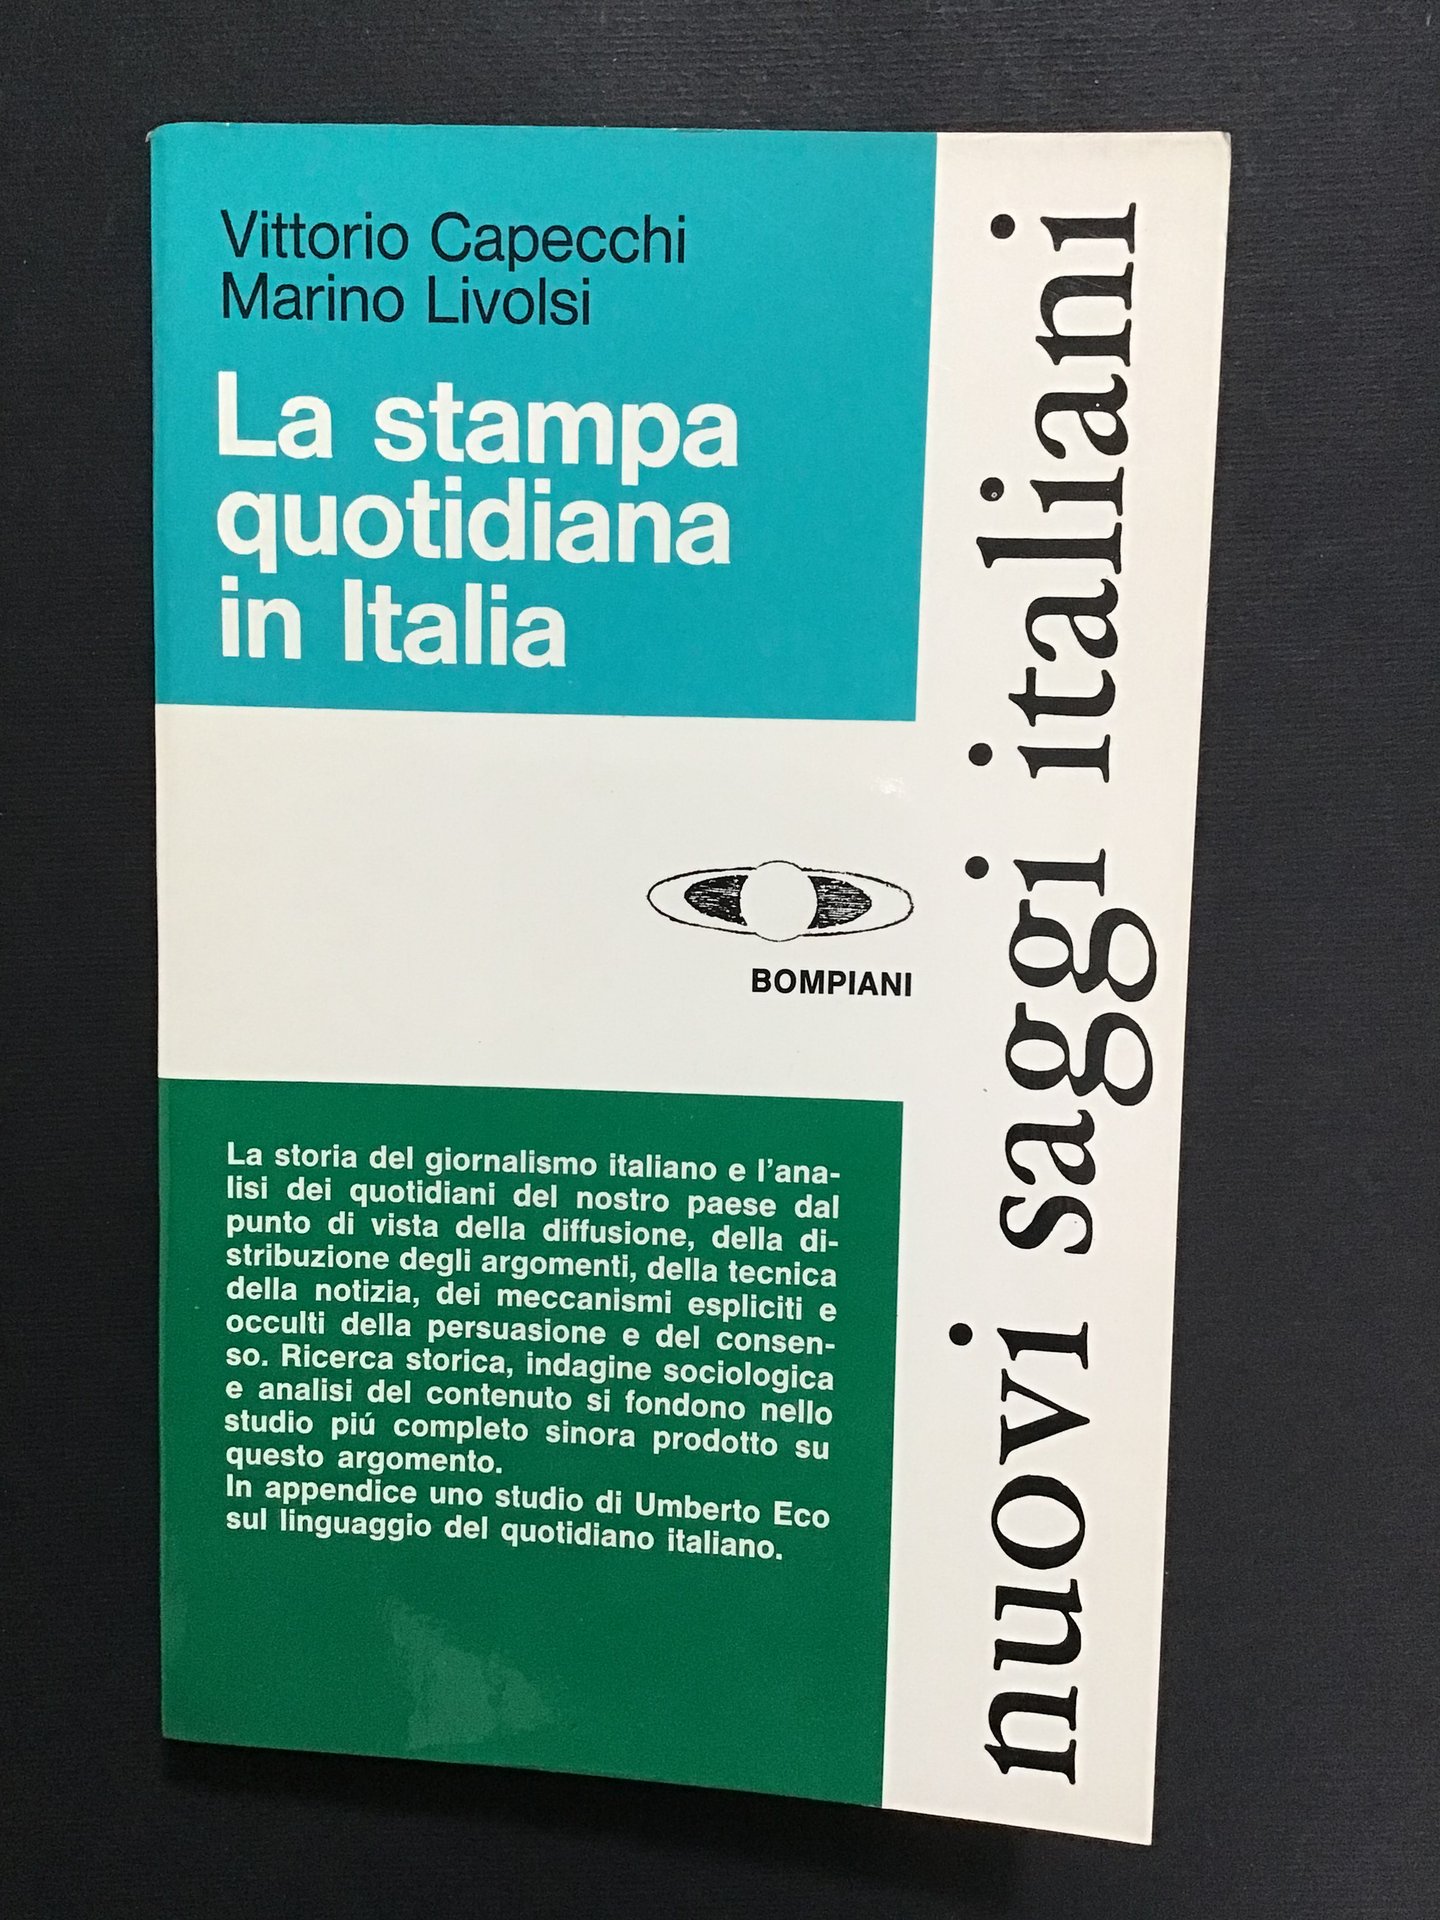 Vittorio Capecchi
Marino Livolsi
La stampa
quotidiana
in Italia
BOMPIANI
La storia del giornalismo italiano e l'ana-
lisi dei quotidiani del nostro paese dal
punto di vista della diffusione, della di-
stribuzione degli argomenti, della tecnica
della notizia, dei meccanismi espliciti e
occulti della persuasione e del consen-
so. Ricerca storica, indagine sociologica
e analisi del contenuto si fondono nello
studio piú completo sinora prodotto su
questo argomento.
In appendice uno studio di Umberto Eco
sul linguaggio del quotidiano italiano.
nuovi saggi italiani